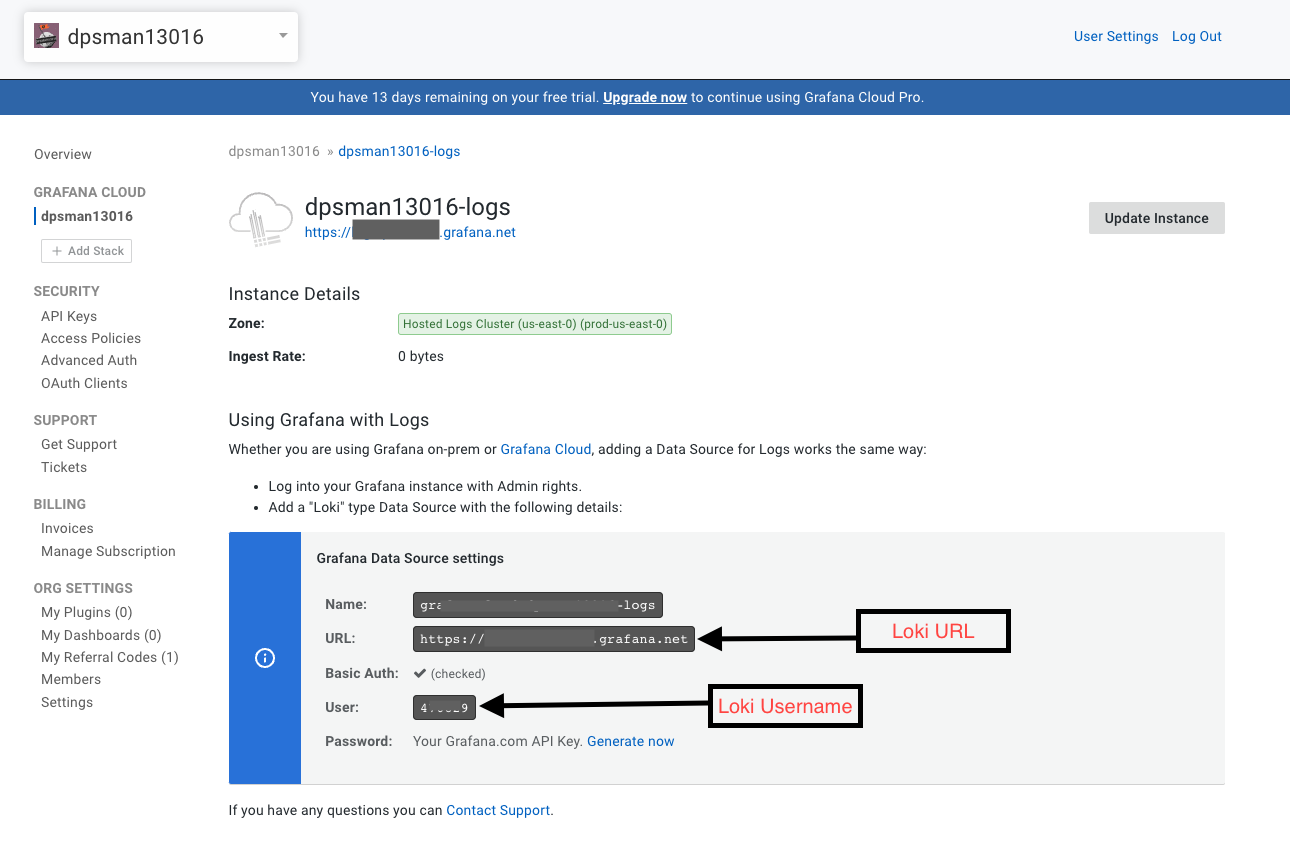 dpsman13016
User Settings Log Out
You have 13 days remaining on your free trial. Upgrade now to continue using Grafana Cloud Pro.
Overview
GRAFANA CLOUD
dpsman13016
+ Add Stack
SECURITY
API Keys
Access Policies
Advanced Auth
OAuth Clients
SUPPORT
Get Support
Tickets
BILLING
Invoices
Manage Subscription
ORG SETTINGS
My Plugins (0)
My Dashboards (0)
My Referral Codes (1)
Members
Settings
dpsman13016 » dpsman13016-logs
dpsman13016-logs
https:// .grafana.net
Update Instance
Instance Details
Zone: Hosted Logs Cluster (us-east-0) (prod-us-east-0)
Ingest Rate: 0 bytes
Using Grafana with Logs
Whether you are using Grafana on-prem or Grafana Cloud, adding a Data Source for Logs works the same way:
• Log into your Grafana instance with Admin rights.
• Add a "Loki" type Data Source with the following details:
Grafana Data Source settings
Name: -logs
URL: https:// .grafana.net
Loki URL
Basic Auth: ✔ (checked)
User:
Loki Username
Password: Your Grafana.com API Key. Generate now
If you have any questions you can Contact Support.